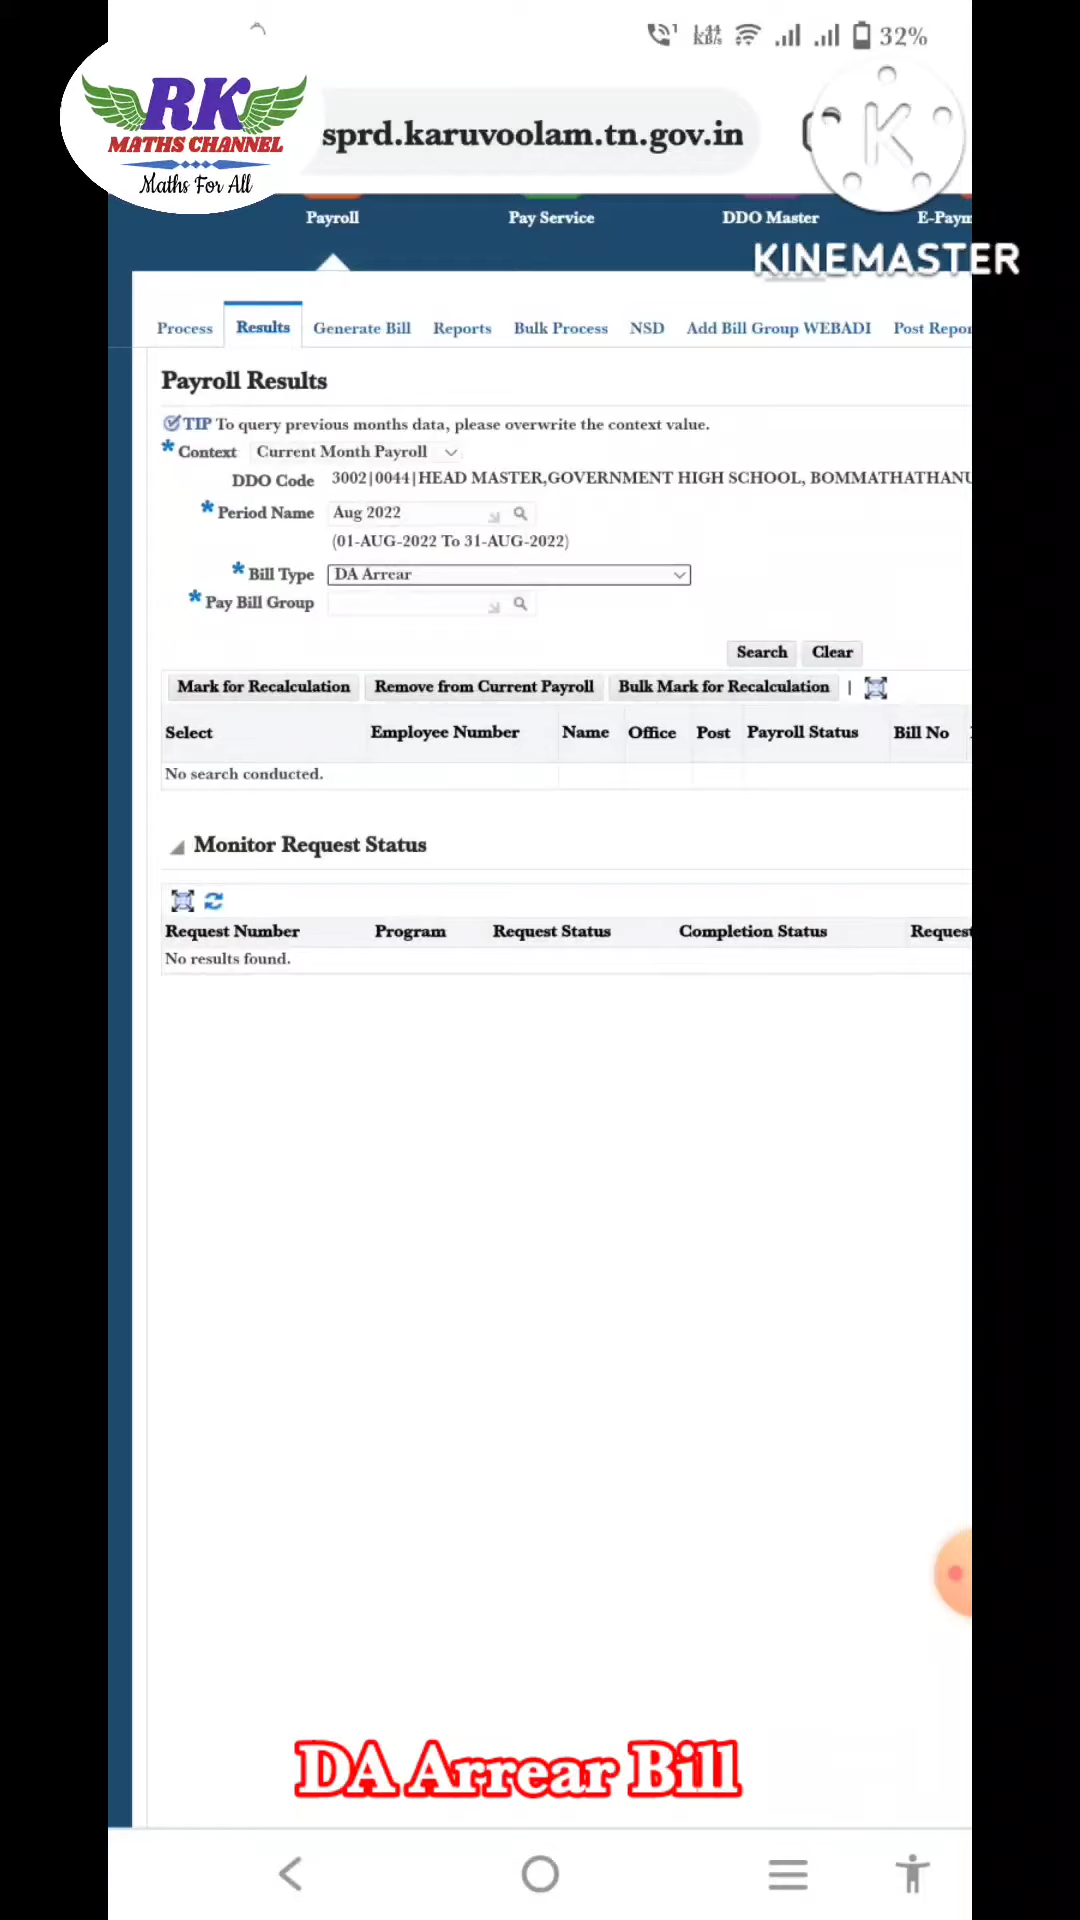 32%
RK
MATHS CHANNEL
Maths For All
sprd.karuvoolam.tn.gov.in
K
Payroll Pay Service DDO Master E-Paym
KINEMASTER
Process Results Generate Bill Reports Bulk Process NSD Add Bill Group WEBADI Post Repor
Payroll Results
TIP To query previous months data, please overwrite the context value.
* Context Current Month Payroll
DDO Code 3002|0044|HEAD MASTER,GOVERNMENT HIGH SCHOOL, BOMMATHATHANU
* Period Name Aug 2022
(01-AUG-2022 To 31-AUG-2022)
* Bill Type DA Arrear
* Pay Bill Group
Search Clear
Mark for Recalculation Remove from Current Payroll Bulk Mark for Recalculation |
Select Employee Number Name Office Post Payroll Status Bill No
No search conducted.
Monitor Request Status
Request Number Program Request Status Completion Status Request
No results found.
DA Arrear Bill